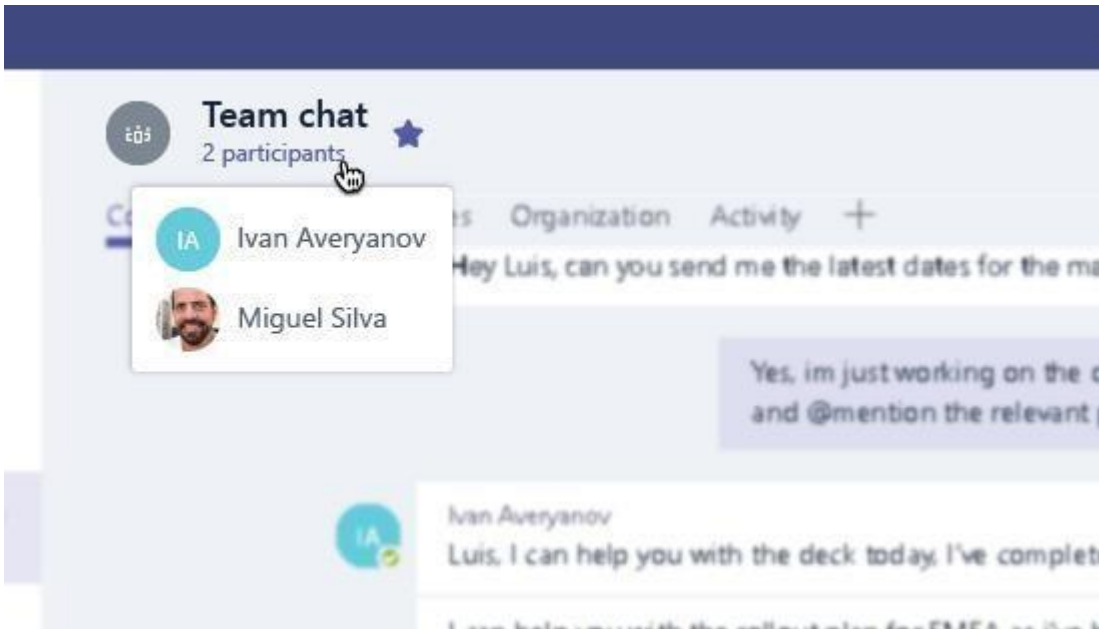 Team chat
2 participants
IA Ivan Averyanov
Miguel Silva
Organization Activity +
Hey Luis, can you send me the latest dates for the
Yes, im just working on the
and @mention the relevant
IA
Ivan Averyanov
Luis, I can help you with the deck today, I've